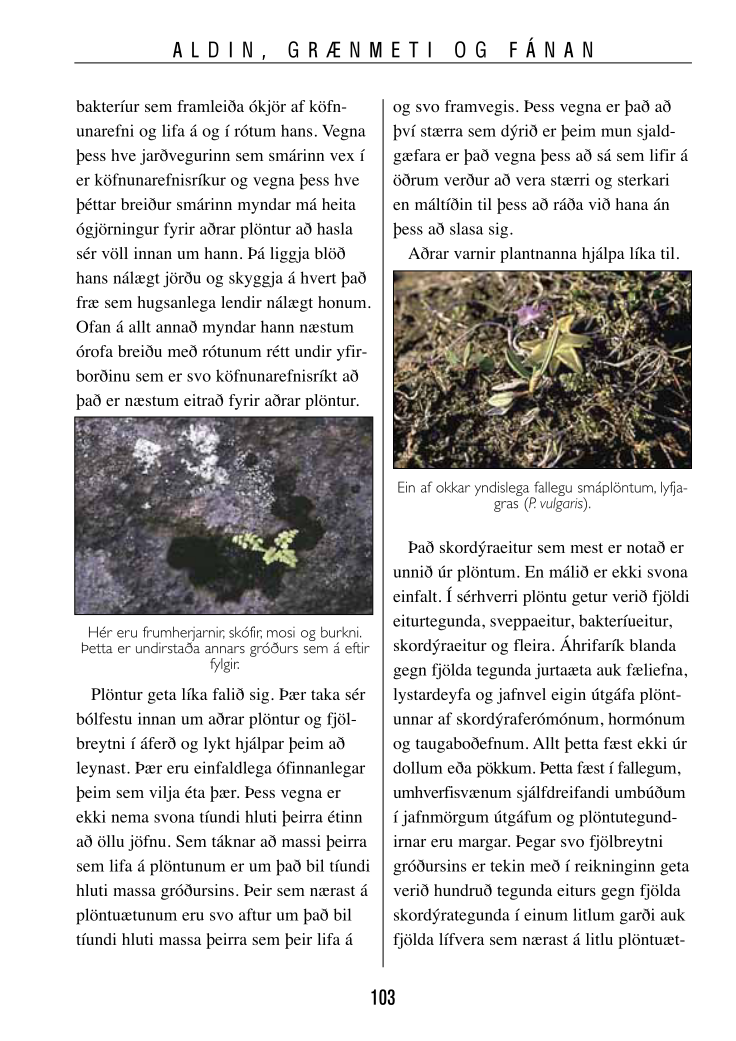 ALDIN, GRÆNMETI OG FÁNAN
bakteríur sem framleiða ókjör af köfn-
unarefni og lifa á og í rótum hans. Vegna
þess hve jarðvegurinn sem smárinn vex í
er köfnunarefnisríkur og vegna þess hve
þéttar breiður smárinn myndar má heita
ógjörningur fyrir aðrar plöntur að hasla
sér völl innan um hann. Þá liggja blöð
hans nálægt jörðu og skyggja á hvert það
fræ sem hugsanlega lendir nálægt honum.
Ofan á allt annað myndar hann næstum
órofa breiðu með rótunum rétt undir yfir-
borðinu sem er svo köfnunarefnisríkt að
það er næstum eitrað fyrir aðrar plöntur.
Hér eru frumherjarnir, skófir, mosi og burkni.
Þetta er undirstaða annars gróðurs sem á eftir
fylgir.
Plöntur geta líka falið sig. Þær taka sér
bólfestu innan um aðrar plöntur og fjöl-
breytni í áferð og lykt hjálpar þeim að
leynast. Þær eru einfaldlega ófinnanlegar
þeim sem vilja éta þær. Þess vegna er
ekki nema svona tíundi hluti þeirra étinn
að öllu jöfnu. Sem táknar að massi þeirra
sem lifa á plöntunum er um það bil tíundi
hluti massa gróðursins. Þeir sem nærast á
plöntuætunum eru svo aftur um það bil
tíundi hluti massa þeirra sem þeir lifa á
og svo framvegis. Þess vegna er það að
því stærra sem dýrið er þeim mun sjald-
gæfara er það vegna þess að sá sem lifir á
öðrum verður að vera stærri og sterkari
en máltíðin til þess að ráða við hana án
þess að slasa sig.
Aðrar varnir plantnanna hjálpa líka til.
Ein af okkar yndislega fallegu smáplöntum, lyfja-
gras (P. vulgaris).
Það skordýraeitur sem mest er notað er
unnið úr plöntum. En málið er ekki svona
einfalt. Í sérhverri plöntu getur verið fjöldi
eiturtegunda, sveppaeitur, bakteríueitur,
skordýraeitur og fleira. Áhrifarík blanda
gegn fjölda tegunda jurtaæta auk fæliefna,
lystardeyfa og jafnvel eigin útgáfa plönt-
unnar af skordýraferómónum, hormónum
og taugaboðefnum. Allt þetta fæst ekki úr
dollum eða pökkum. Þetta fæst í fallegum,
umhverfisvænum sjálfdreifandi umbúðum
í jafnmörgum útgáfum og plöntutegund-
irnar eru margar. Þegar svo fjölbreytni
gróðursins er tekin með í reikninginn geta
verið hundruð tegunda eiturs gegn fjölda
skordýrategunda í einum litlum garði auk
fjölda lífvera sem nærast á litlu plöntuæt-
103